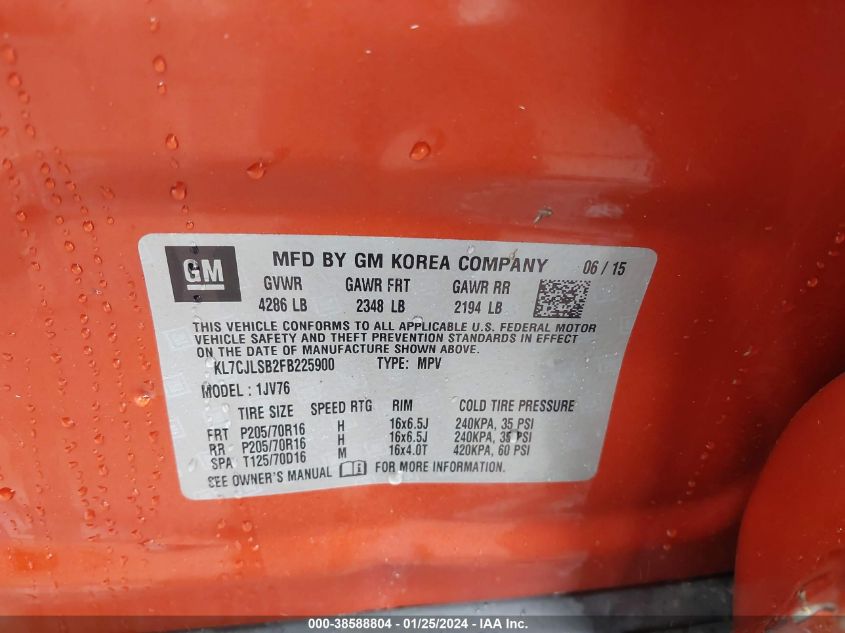 GM
MFD BY GM KOREA COMPANY 06 / 15
GVWR GAWR FRT GAWR RR
4286 LB 2348 LB 2194 LB
THIS VEHICLE CONFORMS TO ALL APPLICABLE U.S. FEDERAL MOTOR
VEHICLE SAFETY AND THEFT PREVENTION STANDARDS IN EFFECT
ON THE DATE OF MANUFACTURE SHOWN ABOVE.
KL7CJLSB2FB225900 TYPE: MPV
MODEL : 1JV76
TIRE SIZE SPEED RTG RIM COLD TIRE PRESSURE
FRT P205/70R16 H 16x6.5J 240KPA, 35 PSI
RR P205/70R16 H 16x6.5J 240KPA, 35 PSI
SPA T125/70D16 M 16x4.0T 420KPA, 60 PSI
SEE OWNER'S MANUAL FOR MORE INFORMATION.
000-38588804 - 01/25/2024 - IAA Inc.